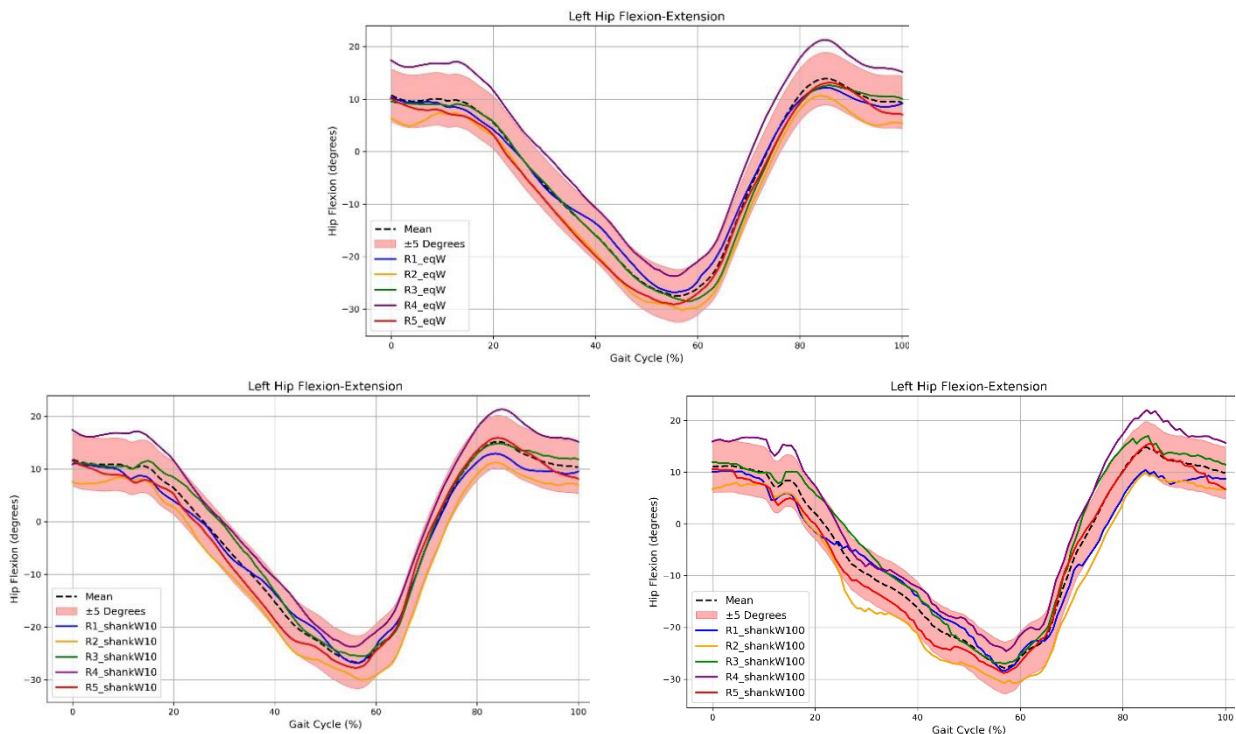 Left Hip Flexion-Extension
Hip Flexion (degrees)
20
10
0
−10
−20
−30
Mean
±5 Degrees
R1_eqW
R2_eqW
R3_eqW
R4_eqW
R5_eqW
0
20
40
60
80
100
Gait Cycle (%)
Left Hip Flexion-Extension
Hip Flexion (degrees)
20
10
0
−10
−20
−30
Mean
±5 Degrees
R1_shankW10
R2_shankW10
R3_shankW10
R4_shankW10
R5_shankW10
0
20
40
60
80
100
Gait Cycle (%)
Left Hip Flexion-Extension
Hip Flexion (degrees)
20
10
0
−10
−20
−30
Mean
±5 Degrees
R1_shankW100
R2_shankW100
R3_shankW100
R4_shankW100
R5_shankW100
0
20
40
60
80
100
Gait Cycle (%)